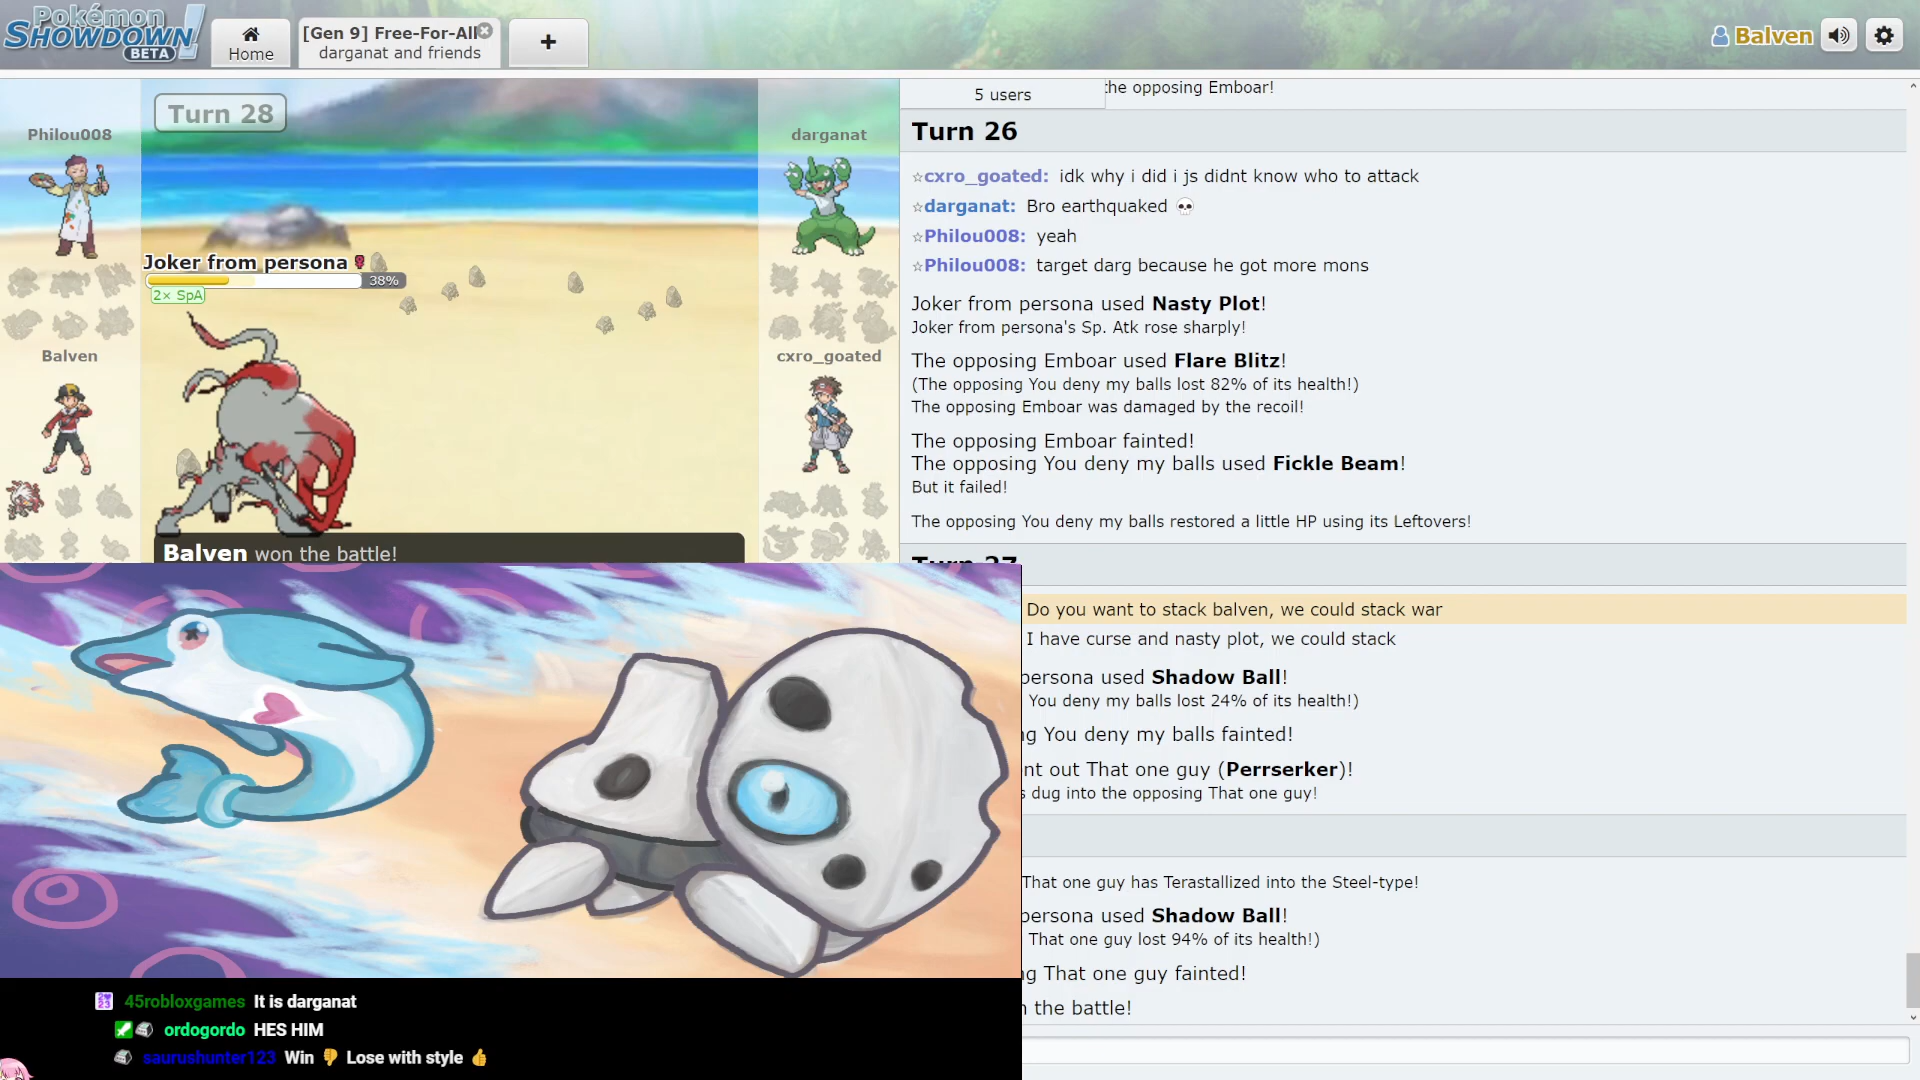 Pokémon
SHOWDOWN!
BETA
Home
[Gen 9] Free-For-All
darganat and friends
+
Balven
Turn 28
Philou008
darganat
Joker from persona
38%
2× SpA
Balven
cxro_goated
Balven won the battle!
5 users
the opposing Emboar!
Turn 26
☆cxro_goated: idk why i did i js didnt know who to attack
☆darganat: Bro earthquaked 💀
☆Philou008: yeah
☆Philou008: target darg because he got more mons
Joker from persona used Nasty Plot!
Joker from persona's Sp. Atk rose sharply!
The opposing Emboar used Flare Blitz!
(The opposing You deny my balls lost 82% of its health!)
The opposing Emboar was damaged by the recoil!
The opposing Emboar fainted!
The opposing You deny my balls used Fickle Beam!
But it failed!
The opposing You deny my balls restored a little HP using its Leftovers!
Turn 27
Do you want to stack balven, we could stack war
I have curse and nasty plot, we could stack
persona used Shadow Ball!
You deny my balls lost 24% of its health!)
g You deny my balls fainted!
nt out That one guy (Perrserker)!
s dug into the opposing That one guy!
That one guy has Terastallized into the Steel-type!
persona used Shadow Ball!
That one guy lost 94% of its health!)
g That one guy fainted!
n the battle!
45robloxgames It is darganat
ordogordo HES HIM
saurushunter123 Win 👎 Lose with style 👍